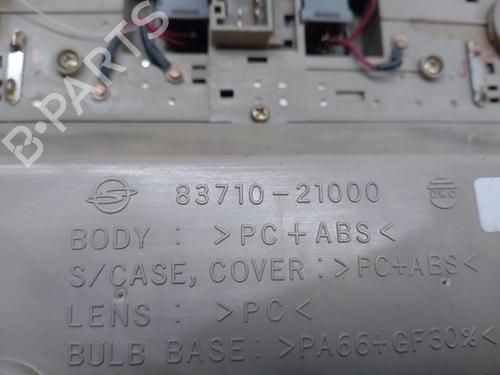 B-PARTS
83710-21000
BODY : >PC+ABS<
S/CASE, COVER : >PC+ABS<
LENS : >PC<
BULB BASE: >PA66+GF30%<